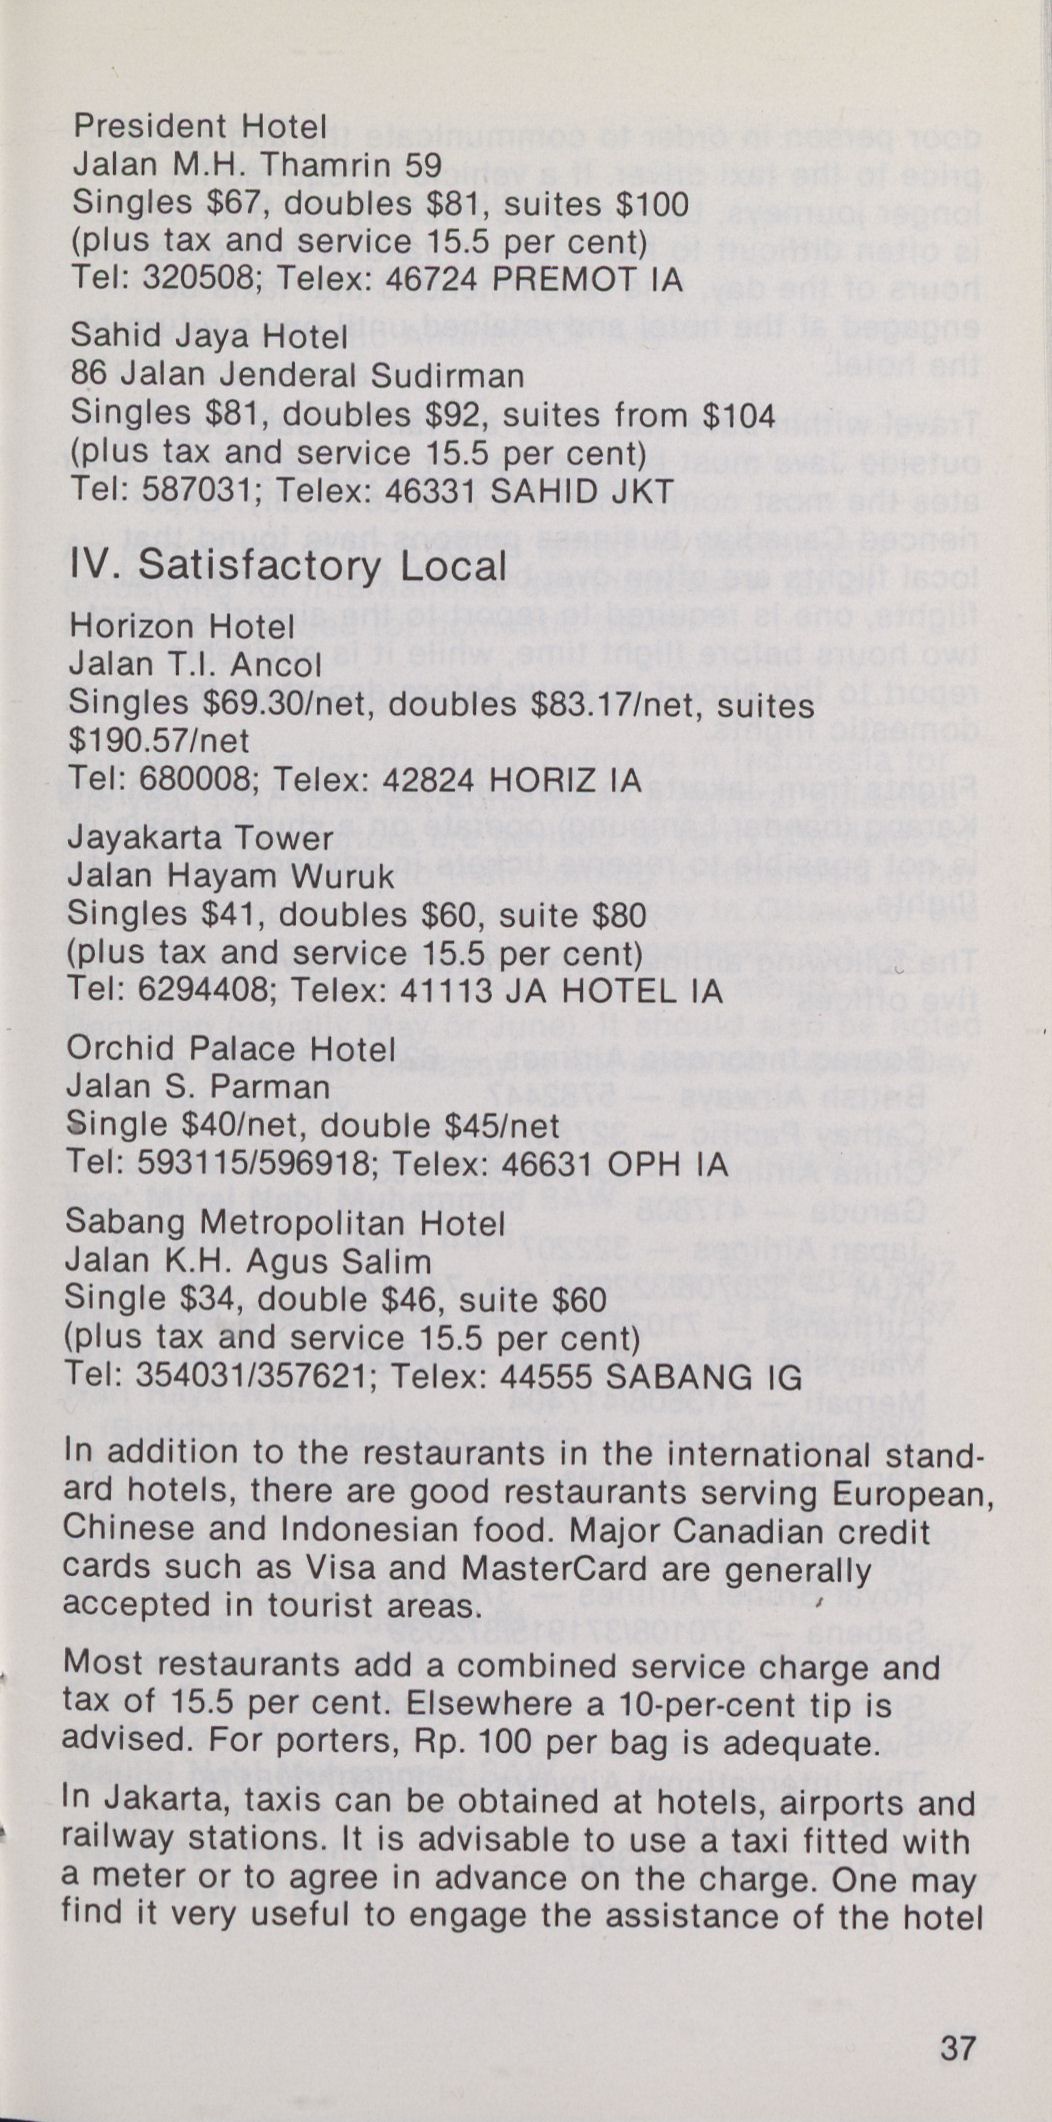 President Hotel
Jalan M.H. Thamrin 59
Singles $67, doubles $81, suites $100
(plus tax and service 15.5 per cent)
Tel: 320508; Telex: 46724 PREMOT IA
Sahid Jaya Hotel
86 Jalan Jenderal Sudirman
Singles $81, doubles $92, suites from $104
(plus tax and service 15.5 per cent)
Tel: 587031; Telex: 46331 SAHID JKT
IV. Satisfactory Local
Horizon Hotel
Jalan T.I. Ancol
Singles $69.30/net, doubles $83.17/net, suites
$190.57/net
Tel: 680008; Telex: 42824 HORIZ IA
Jayakarta Tower
Jalan Hayam Wuruk
Singles $41, doubles $60, suite $80
(plus tax and service 15.5 per cent)
Tel: 6294408; Telex: 41113 JA HOTEL IA
Orchid Palace Hotel
Jalan S. Parman
Single $40/net, double $45/net
Tel: 593115/596918; Telex: 46631 OPH IA
Sabang Metropolitan Hotel
Jalan K.H. Agus Salim
Single $34, double $46, suite $60
(plus tax and service 15.5 per cent)
Tel: 354031/357621; Telex: 44555 SABANG IG
In addition to the restaurants in the international stand-
ard hotels, there are good restaurants serving European,
Chinese and Indonesian food. Major Canadian credit
cards such as Visa and MasterCard are generally
accepted in tourist areas.
Most restaurants add a combined service charge and
tax of 15.5 per cent. Elsewhere a 10-per-cent tip is
advised. For porters, Rp. 100 per bag is adequate.
In Jakarta, taxis can be obtained at hotels, airports and
railway stations. It is advisable to use a taxi fitted with
a meter or to agree in advance on the charge. One may
find it very useful to engage the assistance of the hotel
37